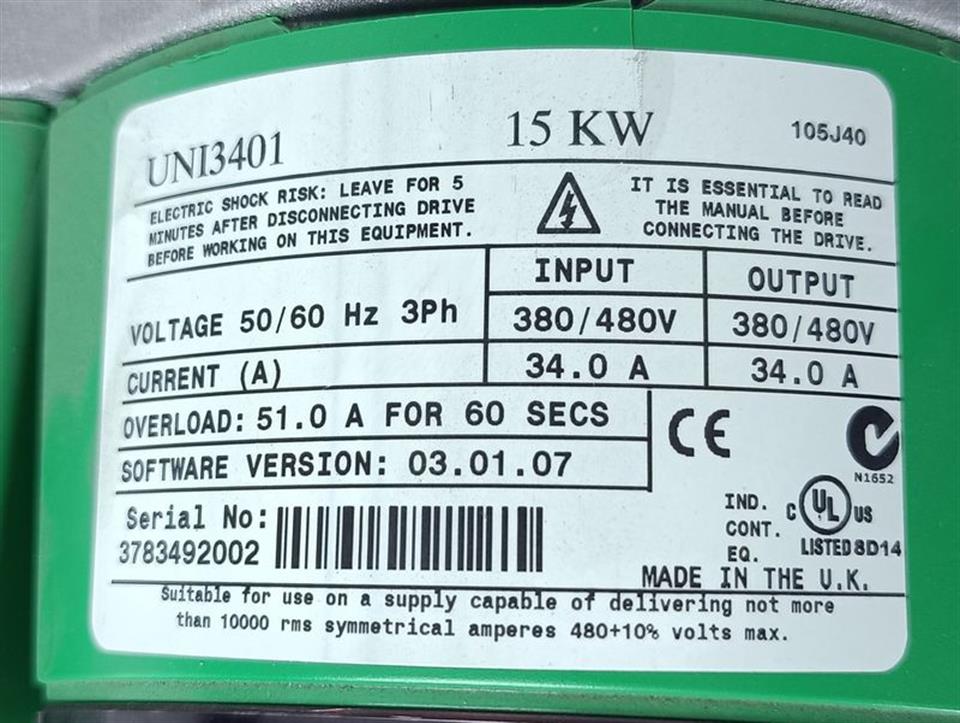 UNI3401 15 KW 105J40
ELECTRIC SHOCK RISK: LEAVE FOR 5
MINUTES AFTER DISCONNECTING DRIVE
BEFORE WORKING ON THIS EQUIPMENT.
IT IS ESSENTIAL TO READ
THE MANUAL BEFORE
CONNECTING THE DRIVE.
INPUT OUTPUT
VOLTAGE 50/60 Hz 3Ph 380/480V 380/480V
CURRENT (A) 34.0 A 34.0 A
OVERLOAD: 51.0 A FOR 60 SECS
SOFTWARE VERSION: 03.01.07
CE
N1652
Serial No:
3783492002
IND.
CONT.
EQ.
C UL US
LISTED 8D14
MADE IN THE U.K.
Suitable for use on a supply capable of delivering not more
than 10000 rms symmetrical amperes 480+10% volts max.